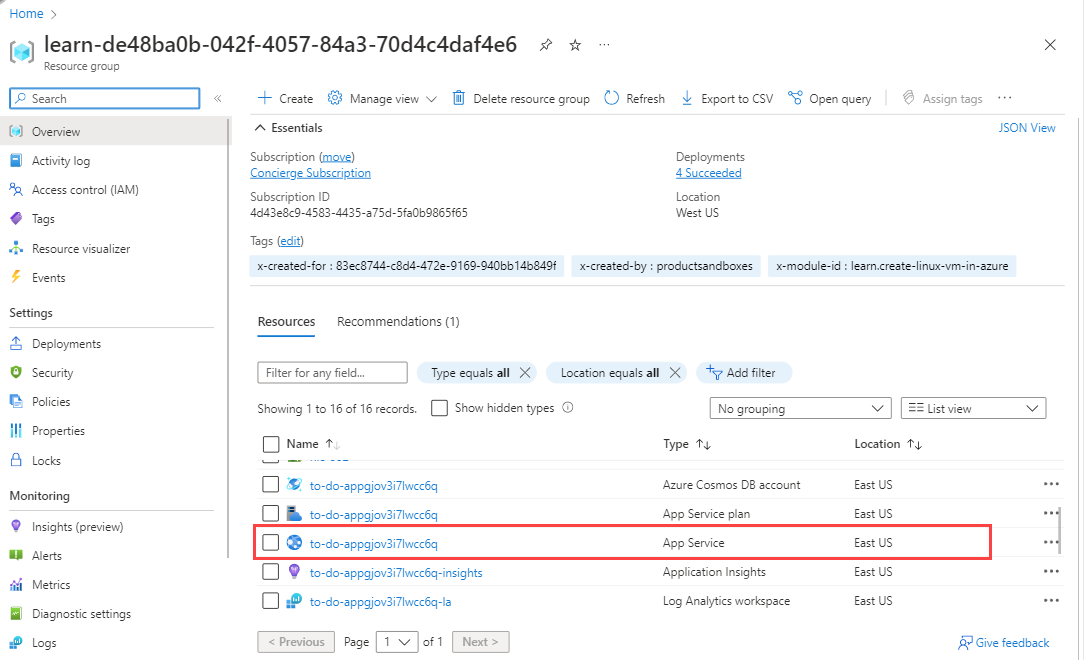 Home >
learn-de48ba0b-042f-4057-84a3-70d4c4daf4e6
Resource group
Search
«
Create Manage view Delete resource group Refresh Export to CSV Open query Assign tags ...
Overview
Activity log
Access control (IAM)
Tags
Resource visualizer
Events
Settings
Deployments
Security
Policies
Properties
Locks
Monitoring
Insights (preview)
Alerts
Metrics
Diagnostic settings
Logs
Essentials JSON View
Subscription (move)
Concierge Subscription
Subscription ID
4d43e8c9-4583-4435-a75d-5fa0b9865f65
Deployments
4 Succeeded
Location
West US
Tags (edit)
x-created-for : 83ec8744-c8d4-472e-9169-940bb14b849f x-created-by : productsandboxes x-module-id : learn.create-linux-vm-in-azure
Resources Recommendations (1)
Filter for any field... Type equals all Location equals all Add filter
Showing 1 to 16 of 16 records. Show hidden types No grouping List view
Name Type Location
to-do-appgjov3i7lwcc6q Azure Cosmos DB account East US
to-do-appgjov3i7lwcc6q App Service plan East US
to-do-appgjov3i7lwcc6q App Service East US
to-do-appgjov3i7lwcc6q-insights Application Insights East US
to-do-appgjov3i7lwcc6q-la Log Analytics workspace East US
< Previous Page 1 of 1 Next >
Give feedback